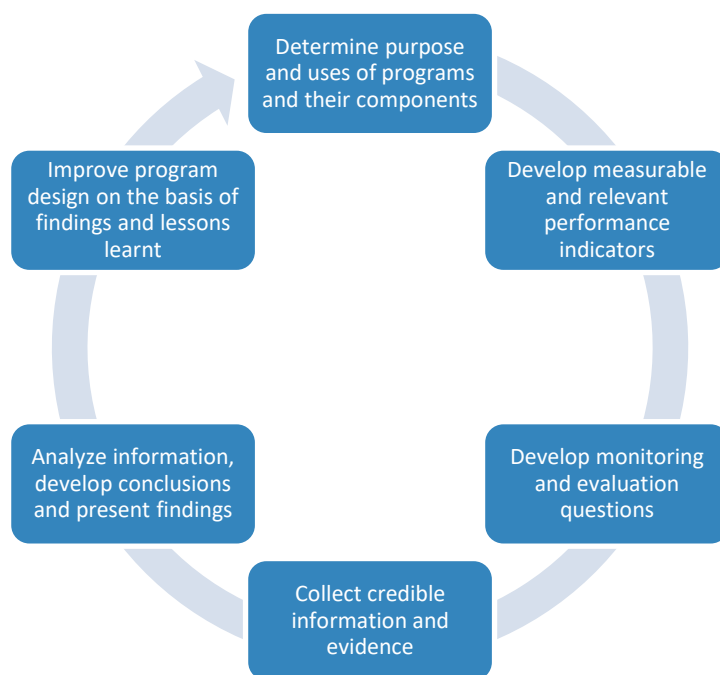 Determine purpose
and uses of programs
and their components
Develop measurable
and relevant
performance
indicators
Develop monitoring
and evaluation
questions
Collect credible
information and
evidence
Analyze information,
develop conclusions
and present findings
Improve program
design on the basis of
findings and lessons
learnt